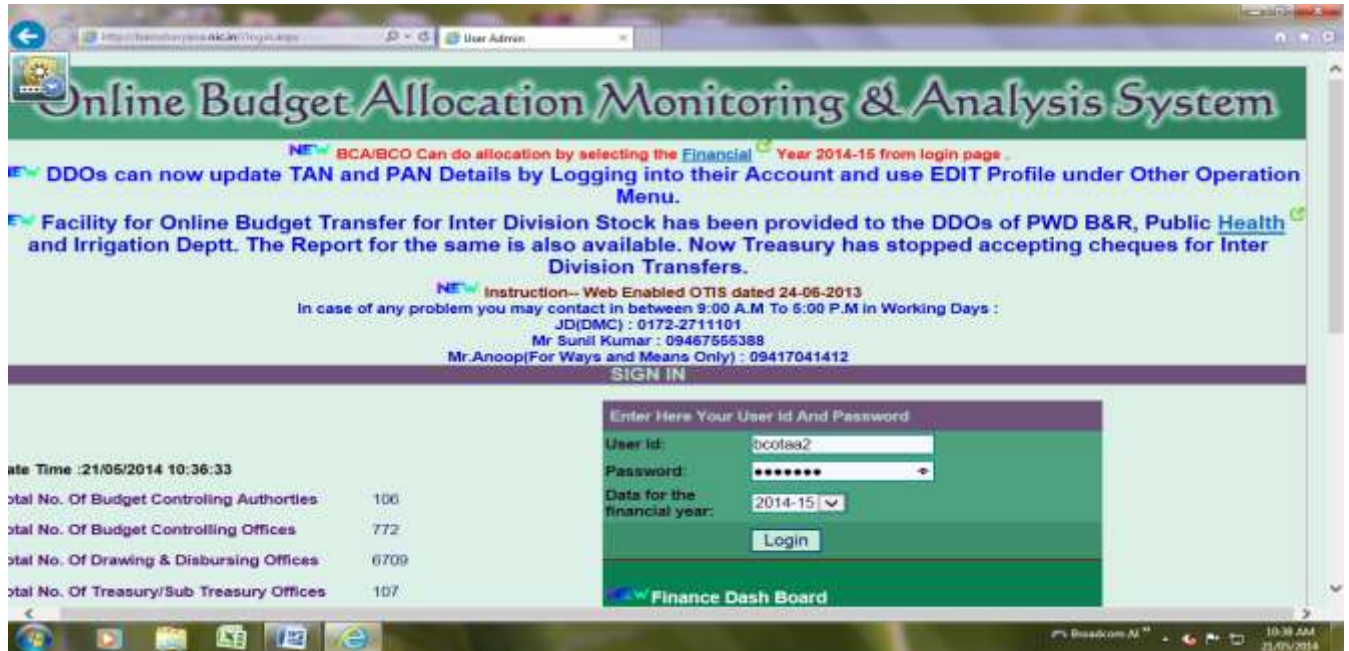 User Admin
Online Budget Allocation Monitoring & Analysis System
NEW BCA/BCO Can do allocation by selecting the Financial Year 2014-15 from login page .
EW DDOs can now update TAN and PAN Details by Logging into their Account and use EDIT Profile under Other Operation
Menu.
EW Facility for Online Budget Transfer for Inter Division Stock has been provided to the DDOs of PWD B&R, Public Health
and Irrigation Deptt. The Report for the same is also available. Now Treasury has stopped accepting cheques for Inter
Division Transfers.
NEW Instruction-- Web Enabled OTIS dated 24-06-2013
In case of any problem you may contact in between 9:00 A.M To 5:00 P.M in Working Days :
JD(DMC) : 0172-2711101
Mr Sunil Kumar : 09467555388
Mr.Anoop(For Ways and Means Only) : 09417041412
SIGN IN
Enter Here Your User Id And Password
User Id: bcotaa2
Password:
ate Time :21/05/2014 10:36:33
Data for the
financial year: 2014-15
otal No. Of Budget Controling Authorties 106
otal No. Of Budget Controlling Offices 772
Login
otal No. Of Drawing & Disbursing Offices 6709
otal No. Of Treasury/Sub Treasury Offices 107
NEW Finance Dash Board
10:38 AM
21/05/2014